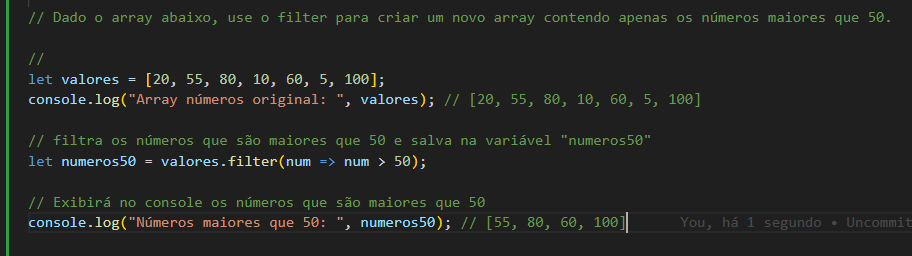 // Dado o array abaixo, use o filter para criar um novo array contendo apenas os números maiores que 50.
//
let valores = [20, 55, 80, 10, 60, 5, 100];
console.log("Array números original: ", valores); // [20, 55, 80, 10, 60, 5, 100]
// filtra os números que são maiores que 50 e salva na variável "numeros50"
let numeros50 = valores.filter(num => num > 50);
// Exibirá no console os números que são maiores que 50
console.log("Números maiores que 50: ", numeros50); // [55, 80, 60, 100] You, há 1 segundo • Uncommit